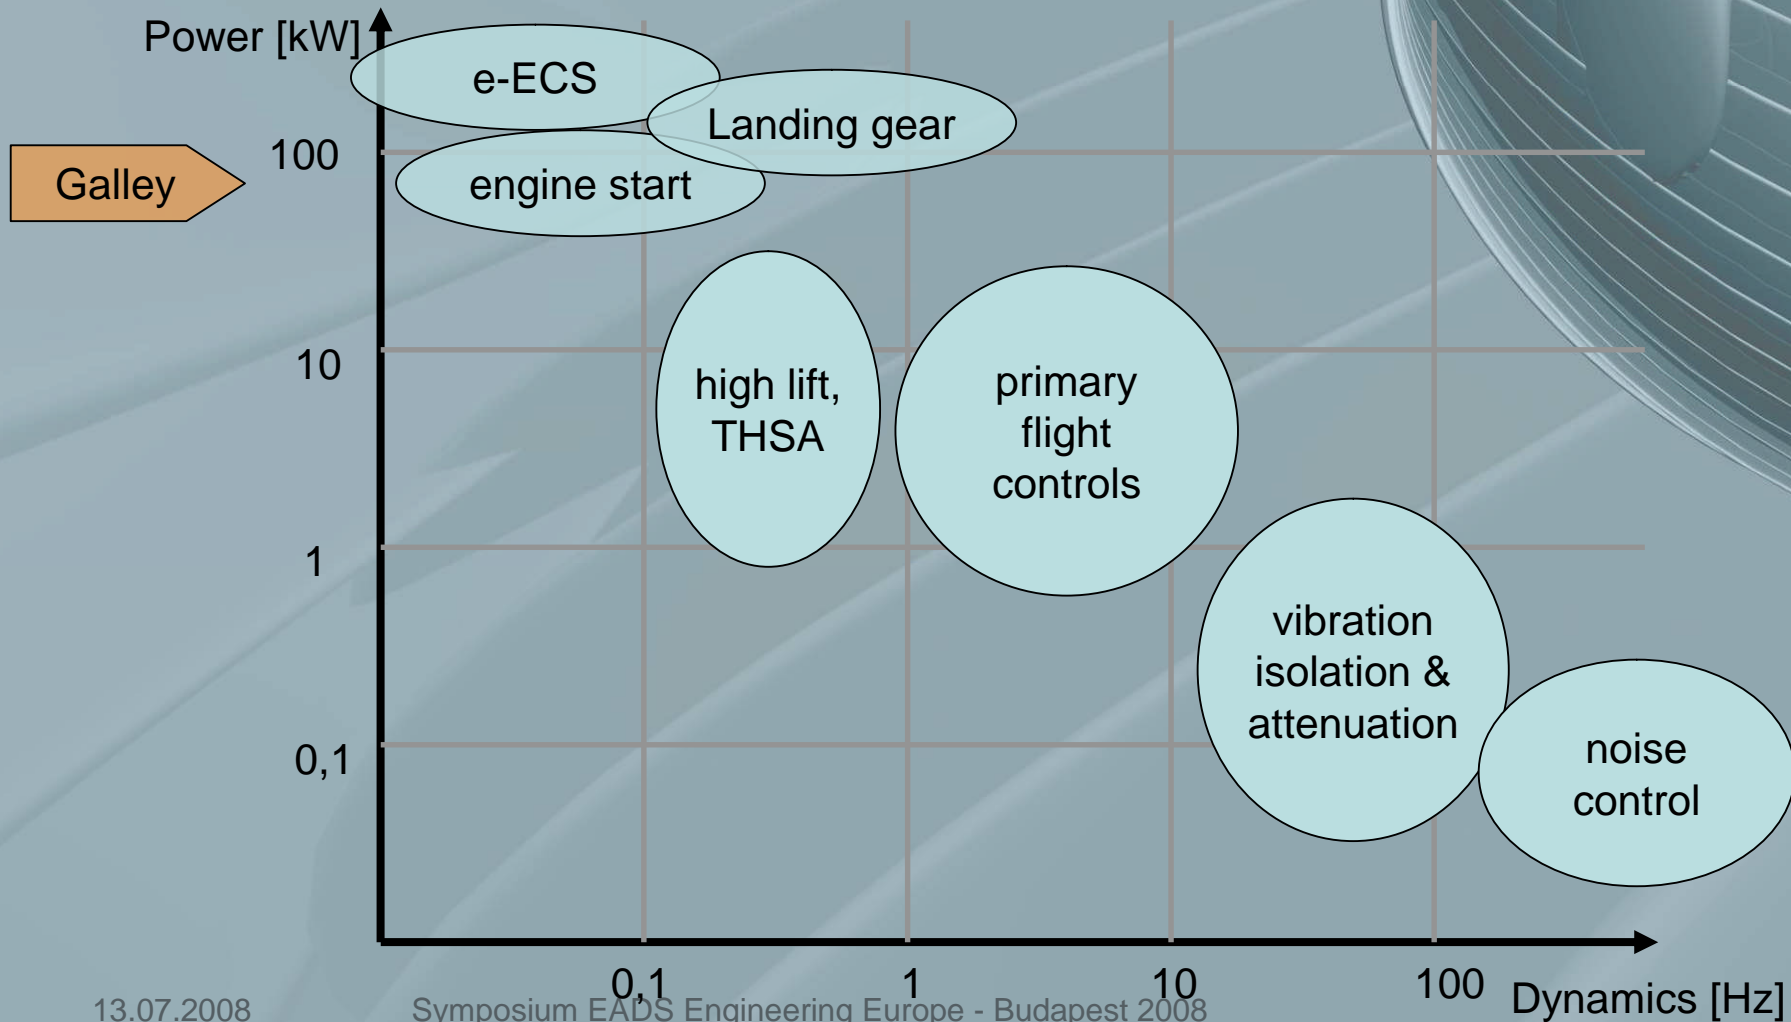 Power [kW]
e-ECS
Landing gear
100
Galley
engine start
10
high lift,
THSA
primary
flight
controls
1
vibration
isolation &
attenuation
0,1
noise
control
0,1
1
10
100
Dynamics [Hz]
13.07.2008
Symposium EADS Engineering Europe - Budapest 2008